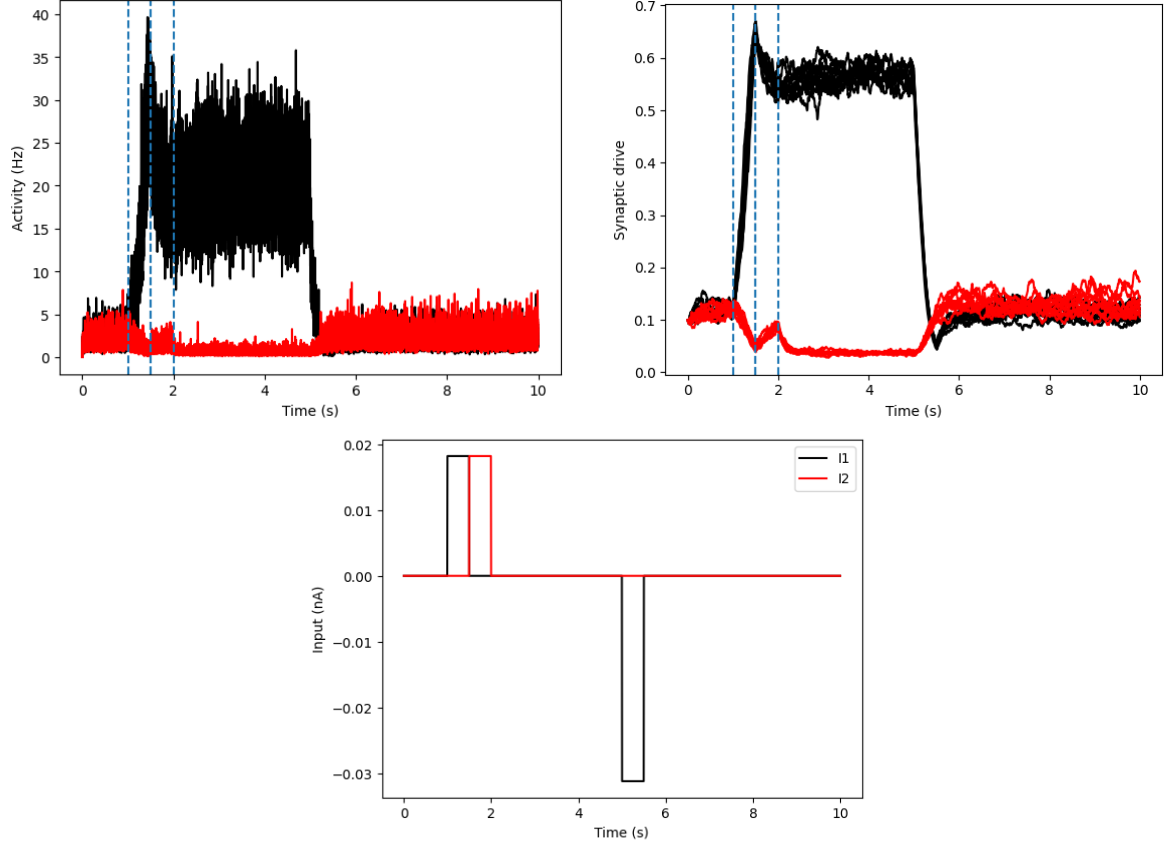 40
35
30
25
20
15
10
5
0
Activity (Hz)
0 2 4 6 8 10
Time (s)
0.7
0.6
0.5
0.4
0.3
0.2
0.1
0.0
Synaptic drive
0 2 4 6 8 10
Time (s)
0.02
0.01
0.00
−0.01
−0.02
−0.03
Input (nA)
I1
I2
0 2 4 6 8 10
Time (s)